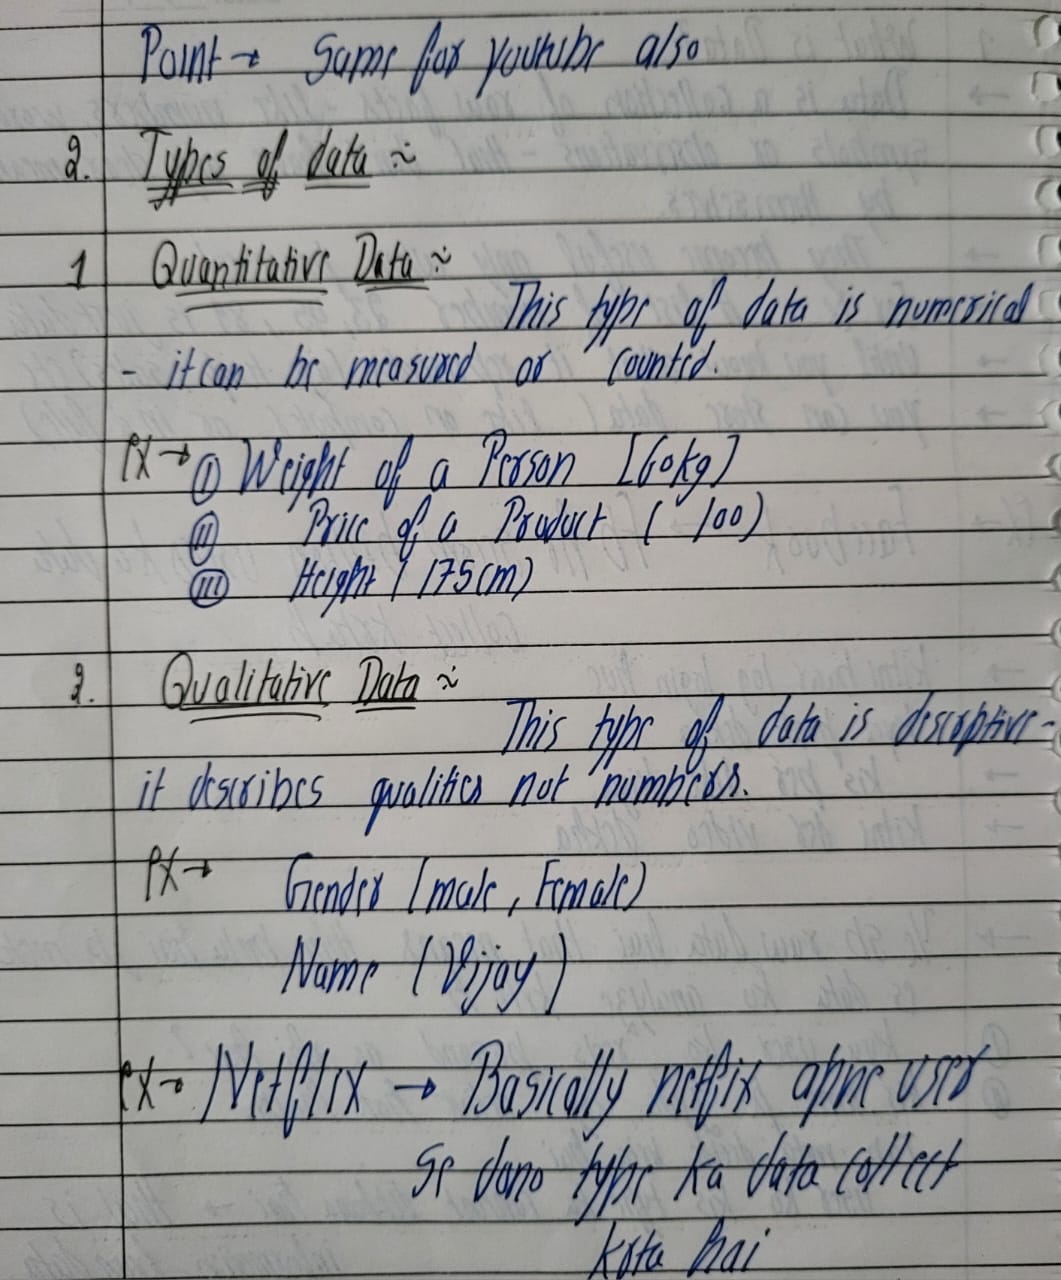 Point → Same for youtube also
2. Types of data :~
1 Quantitative Data :~
This type of data is numerical
- it can be measured or counted.
Ex → (I) Weight of a Person [60kg]
(II) Price of a Product ( 100)
(III) Height [175cm)
2. Qualitative Data :~
This type of data is descriptive -
it describes qualities not numbers.
Ex → Gender [male, Female)
Name (Vijay)
Ex → Netflix → Basically netflix apne user
se dono type ka data collect
krta hai